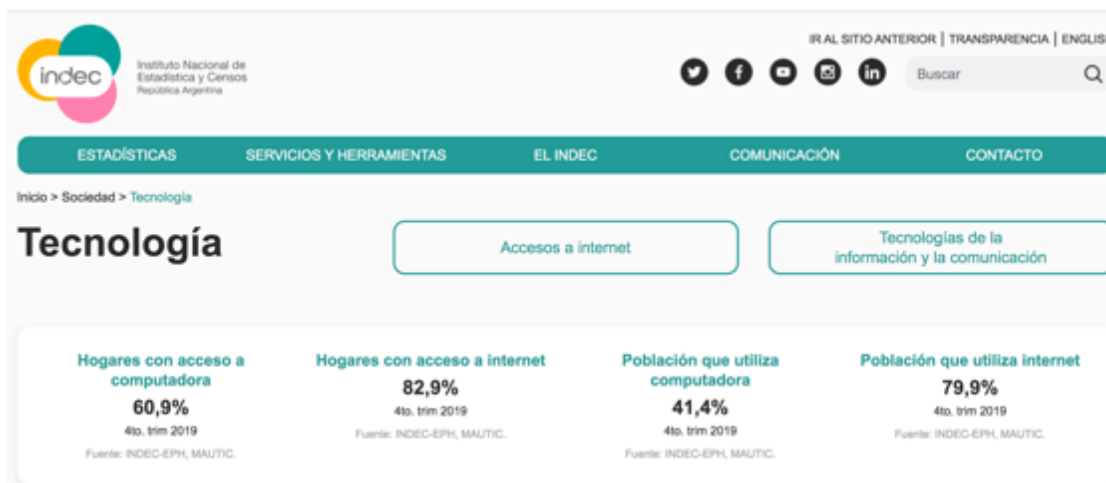 IR AL SITIO ANTERIOR | TRANSPARENCIA | ENGLIS
indec
Instituto Nacional de
Estadística y Censos
República Argentina
Buscar
ESTADÍSTICAS SERVICIOS Y HERRAMIENTAS EL INDEC COMUNICACIÓN CONTACTO
Inicio > Sociedad > Tecnología
Tecnología
Accesos a internet
Tecnologías de la
información y la comunicación
Hogares con acceso a
computadora
60,9%
4to. trim 2019
Fuente: INDEC-EPH, MAUTIC.
Hogares con acceso a internet
82,9%
4to. trim 2019
Fuente: INDEC-EPH, MAUTIC.
Población que utiliza
computadora
41,4%
4to. trim 2019
Fuente: INDEC-EPH, MAUTIC.
Población que utiliza internet
79,9%
4to. trim 2019
Fuente: INDEC-EPH, MAUTIC.